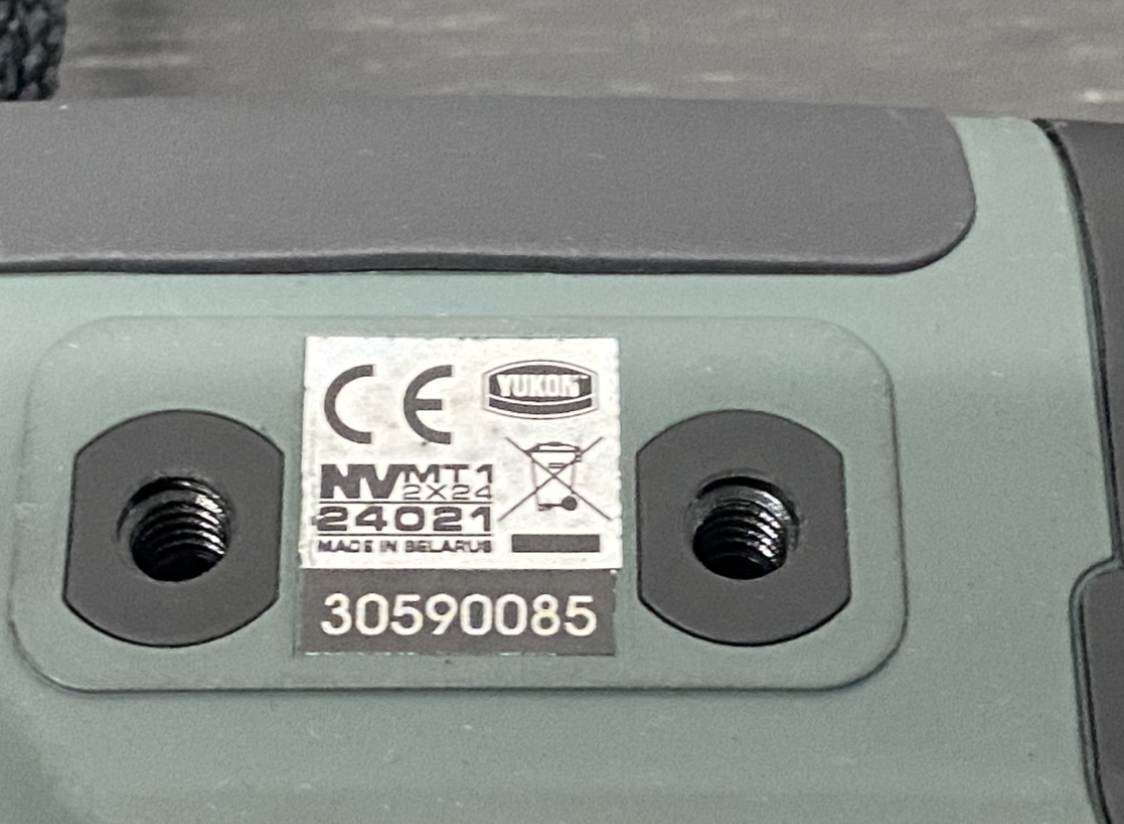 CE
YUKON
NVMT1
2X24
24021
MADE IN BELARUS
30590085